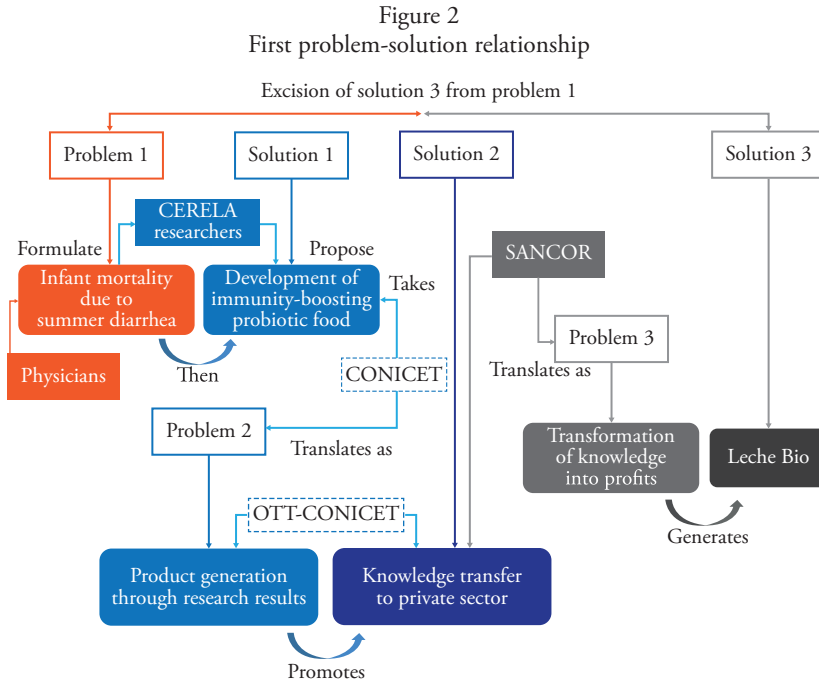 Figure 2
First problem-solution relationship
Excision of solution 3 from problem 1
Problem 1
Solution 1
Solution 2
Solution 3
CERELA
researchers
Formulate
Propose
SANCOR
Infant mortality
due to
summer diarrhea
Development of
immunity-boosting
probiotic food
Takes
Problem 3
Physicians
Then
CONICET
Translates as
Problem 2
Translates as
Transformation
of knowledge
into profits
Leche Bio
OTT-CONICET
Generates
Product generation
through research results
Knowledge transfer
to private sector
Promotes